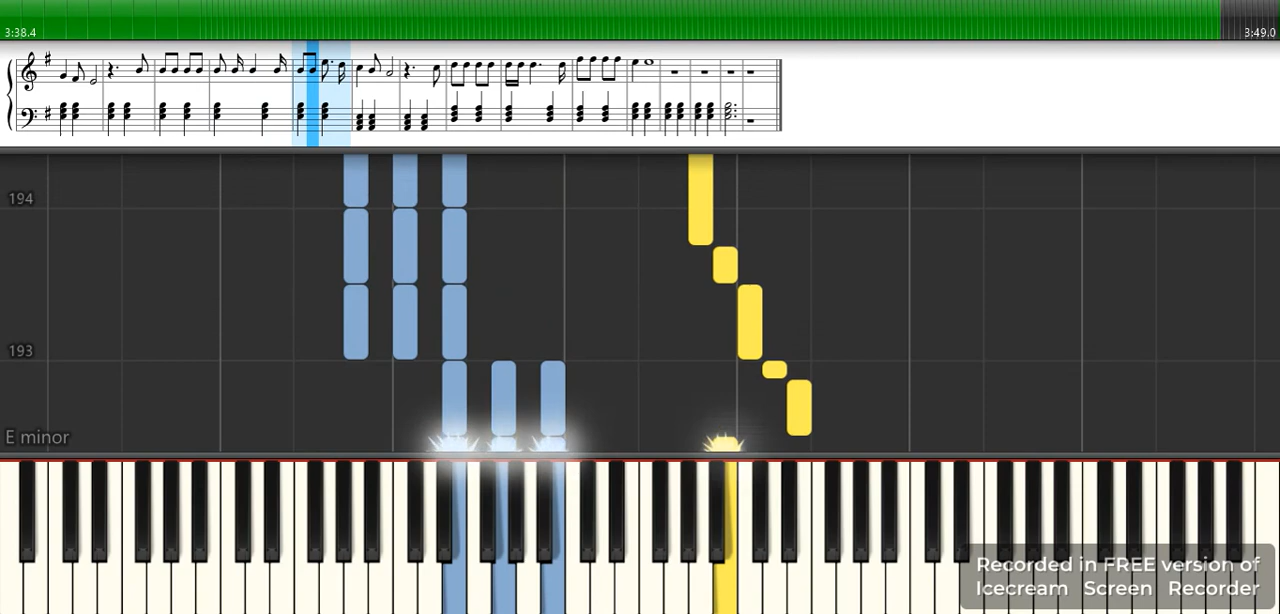 3:38.4
3:49.0
194
193
E minor
Recorded in FREE version of
Icecream Screen Recorder